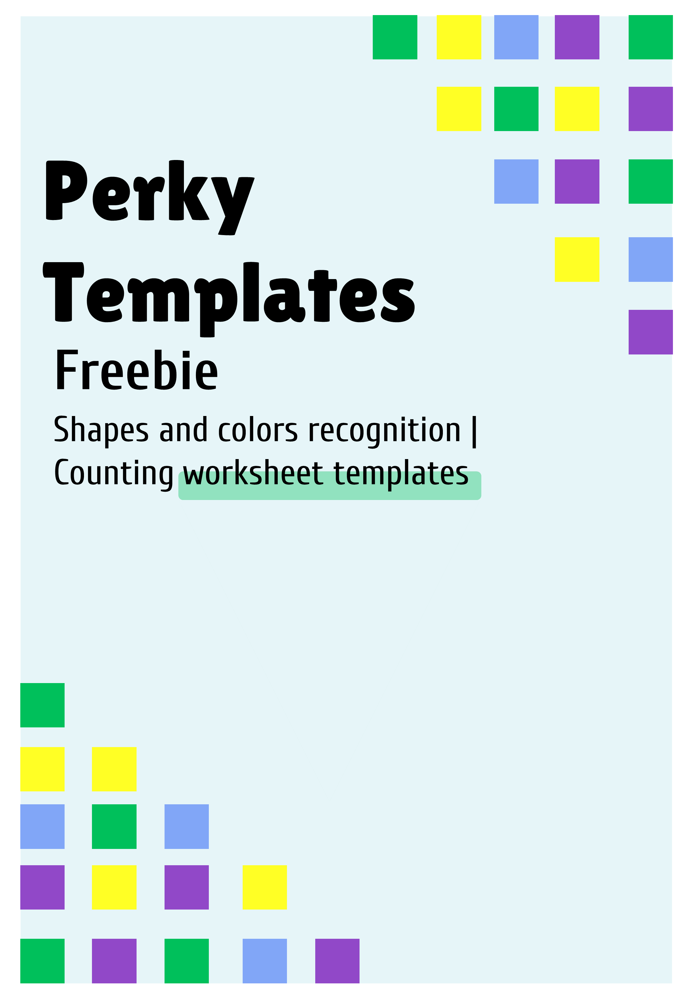 Perky
Templates
Freebie
Shapes and colors recognition |
Counting worksheet templates